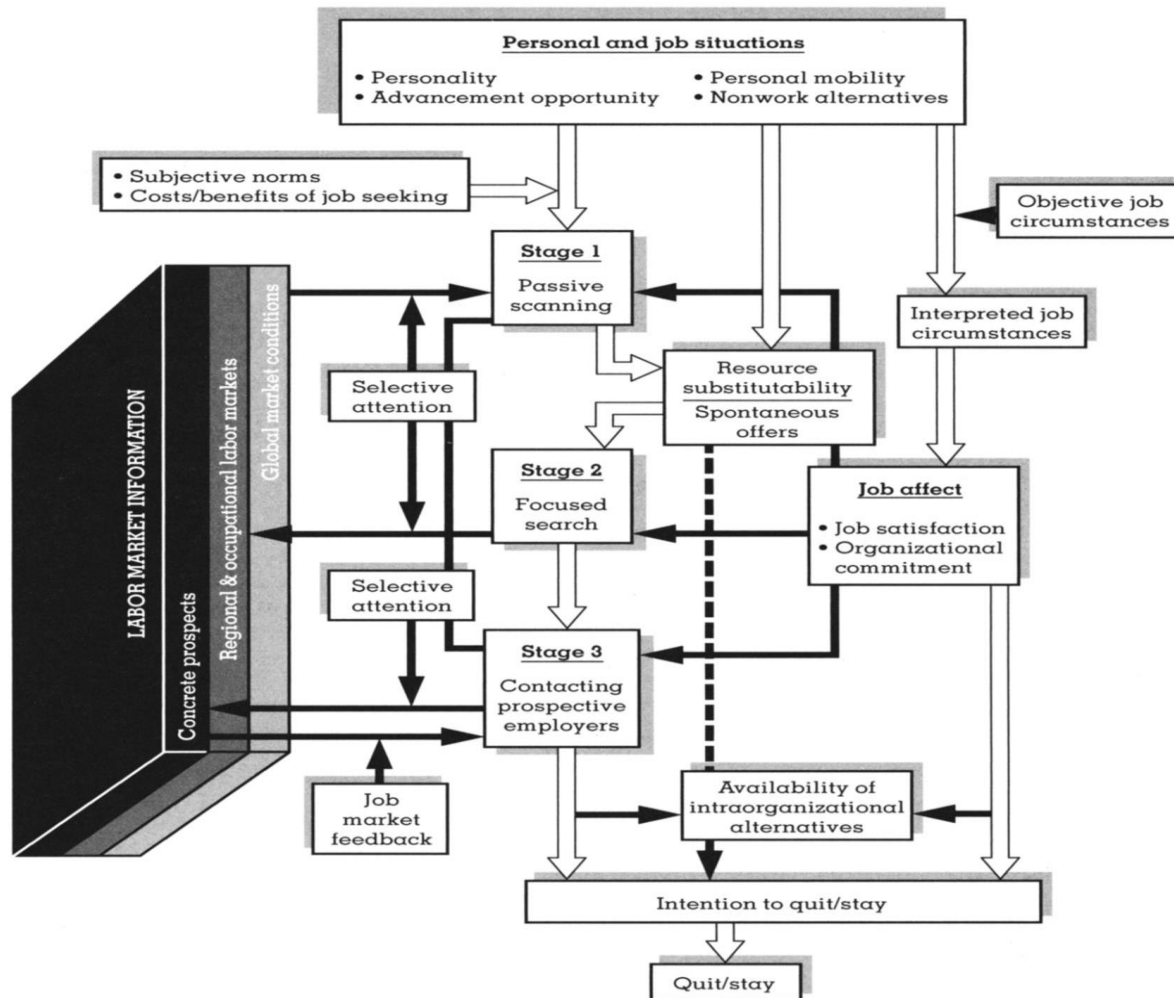 Personal and job situations
• Personality
• Advancement opportunity
• Personal mobility
• Nonwork alternatives
• Subjective norms
• Costs/benefits of job seeking
Objective job
circumstances
Stage 1
Passive
scanning
Interpreted job
circumstances
Resource
substitutability
Spontaneous
offers
Selective
attention
LABOR MARKET INFORMATION
Concrete prospects
Regional & occupational labor markets
Global market conditions
Stage 2
Focused
search
Job affect
• Job satisfaction
• Organizational
commitment
Selective
attention
Stage 3
Contacting
prospective
employers
Job
market
feedback
Availability of
intraorganizational
alternatives
Intention to quit/stay
Quit/stay